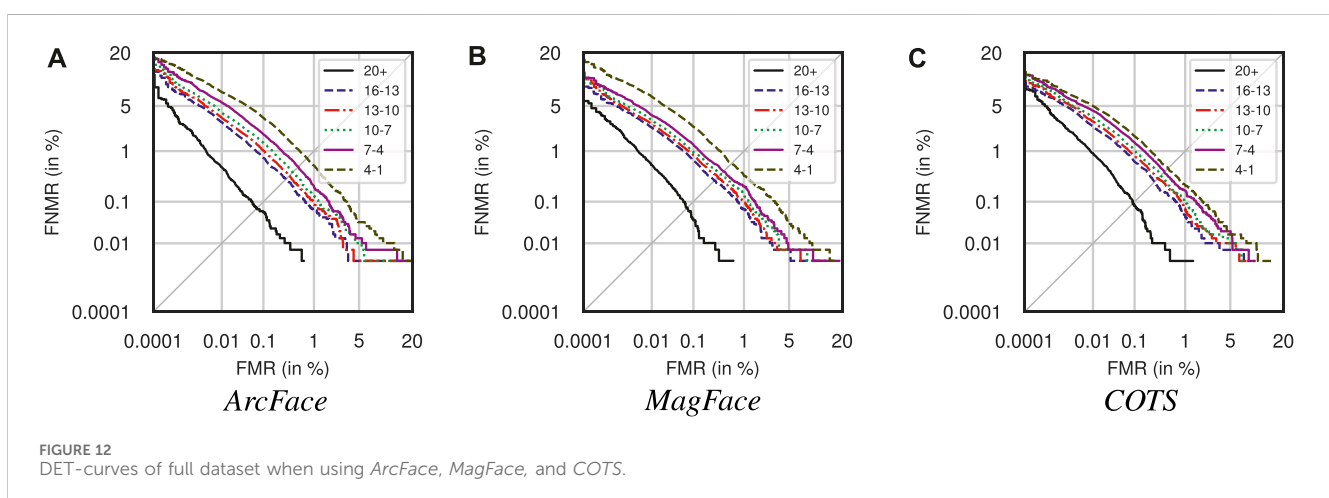 A
20
5
1
0.1
0.01
0.0001
FNMR (in %)
20+
16-13
13-10
10-7
7-4
4-1
0.0001 0.01 0.1 1 5 20
FMR (in %)
ArcFace
B
20
5
1
0.1
0.01
0.0001
FNMR (in %)
20+
16-13
13-10
10-7
7-4
4-1
0.0001 0.01 0.1 1 5 20
FMR (in %)
MagFace
C
20
5
1
0.1
0.01
0.0001
FNMR (in %)
20+
16-13
13-10
10-7
7-4
4-1
0.0001 0.01 0.1 1 5 20
FMR (in %)
COTS
FIGURE 12
DET-curves of full dataset when using ArcFace, MagFace, and COTS.